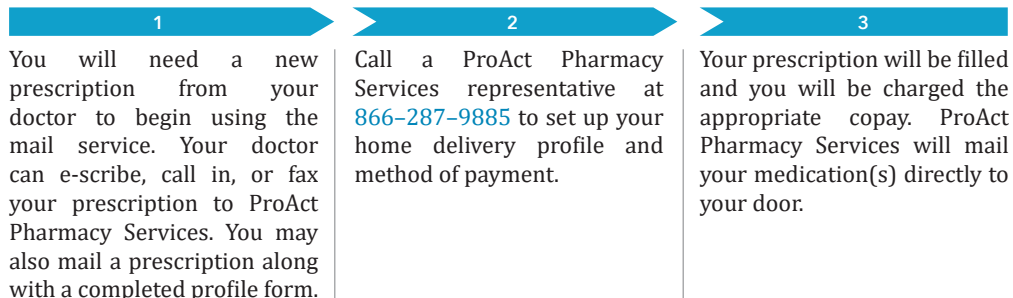 1
You will need a new
prescription from your
doctor to begin using the
mail service. Your doctor
can e-scribe, call in, or fax
your prescription to ProAct
Pharmacy Services. You may
also mail a prescription along
with a completed profile form.
2
Call a ProAct Pharmacy
Services representative at
866–287–9885 to set up your
home delivery profile and
method of payment.
3
Your prescription will be filled
and you will be charged the
appropriate copay. ProAct
Pharmacy Services will mail
your medication(s) directly to
your door.